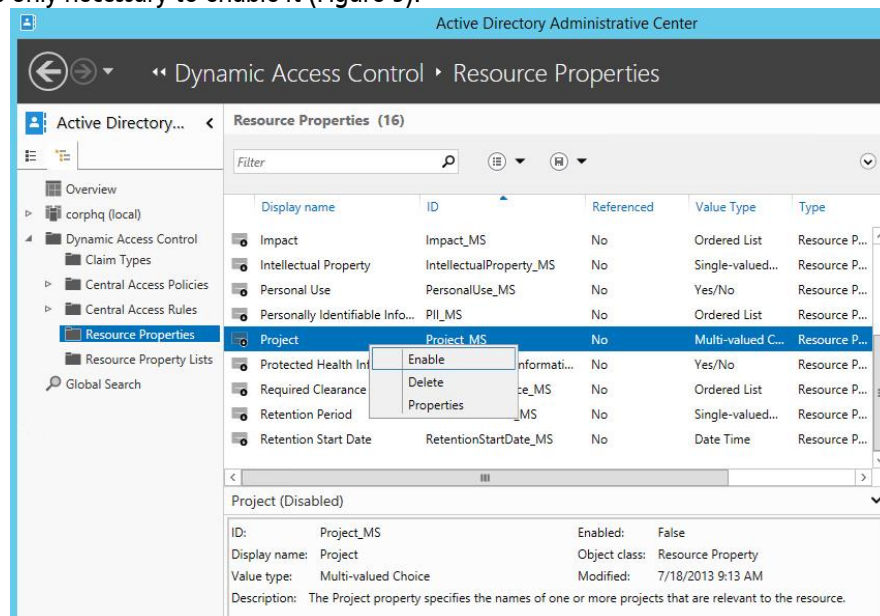 only necessary to enable it (Figure 5).
Active Directory Administrative Center
Dynamic Access Control Resource Properties
Active Directory...
Resource Properties (16)
Filter
Overview
corphq (local)
Dynamic Access Control
Claim Types
Central Access Policies
Central Access Rules
Resource Properties
Resource Property Lists
Global Search
Display name ID Referenced Value Type Type
Impact Impact_MS No Ordered List Resource P...
Intellectual Property IntellectualProperty_MS No Single-valued... Resource P...
Personal Use PersonalUse_MS No Yes/No Resource P...
Personally Identifiable Info... PII_MS No Ordered List Resource P...
Project Project_MS No Multi-valued C... Resource P...
Protected Health Inf nformati... No Yes/No Resource P...
Required Clearance ce_MS No Ordered List Resource P...
Retention Period _MS No Single-valued... Resource P...
Retention Start Date RetentionStartDate_MS No Date Time Resource P...
Enable
Delete
Properties
Project (Disabled)
ID: Project_MS Enabled: False
Display name: Project Object class: Resource Property
Value type: Multi-valued Choice Modified: 7/18/2013 9:13 AM
Description: The Project property specifies the names of one or more projects that are relevant to the resource.